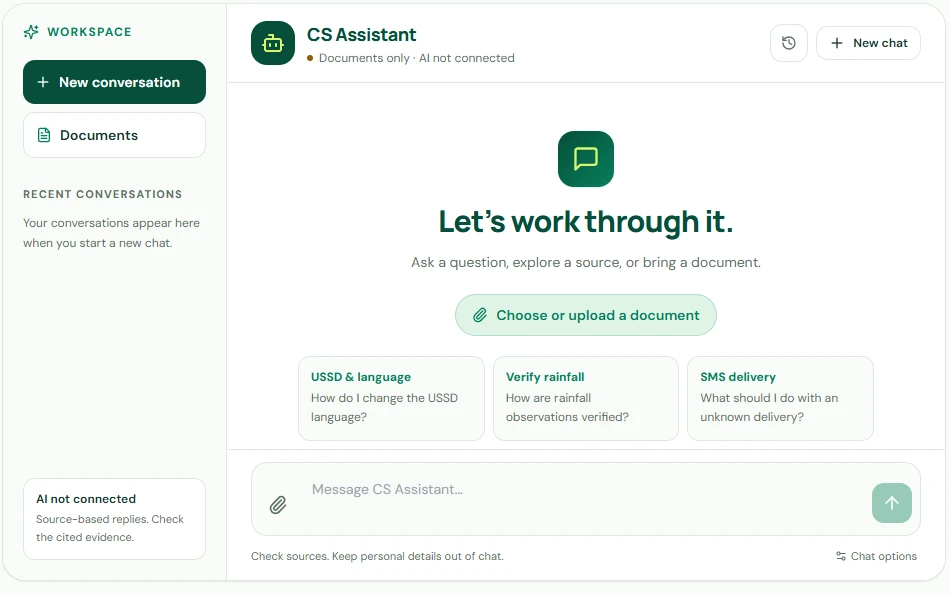 WORKSPACE
New conversation
Documents
RECENT CONVERSATIONS
Your conversations appear here
when you start a new chat.
AI not connected
Source-based replies. Check
the cited evidence.
CS Assistant
Documents only · AI not connected
New chat
Let's work through it.
Ask a question, explore a source, or bring a document.
Choose or upload a document
USSD & language
How do I change the USSD
language?
Verify rainfall
How are rainfall
observations verified?
SMS delivery
What should I do with an
unknown delivery?
Message CS Assistant...
Check sources. Keep personal details out of chat.
Chat options